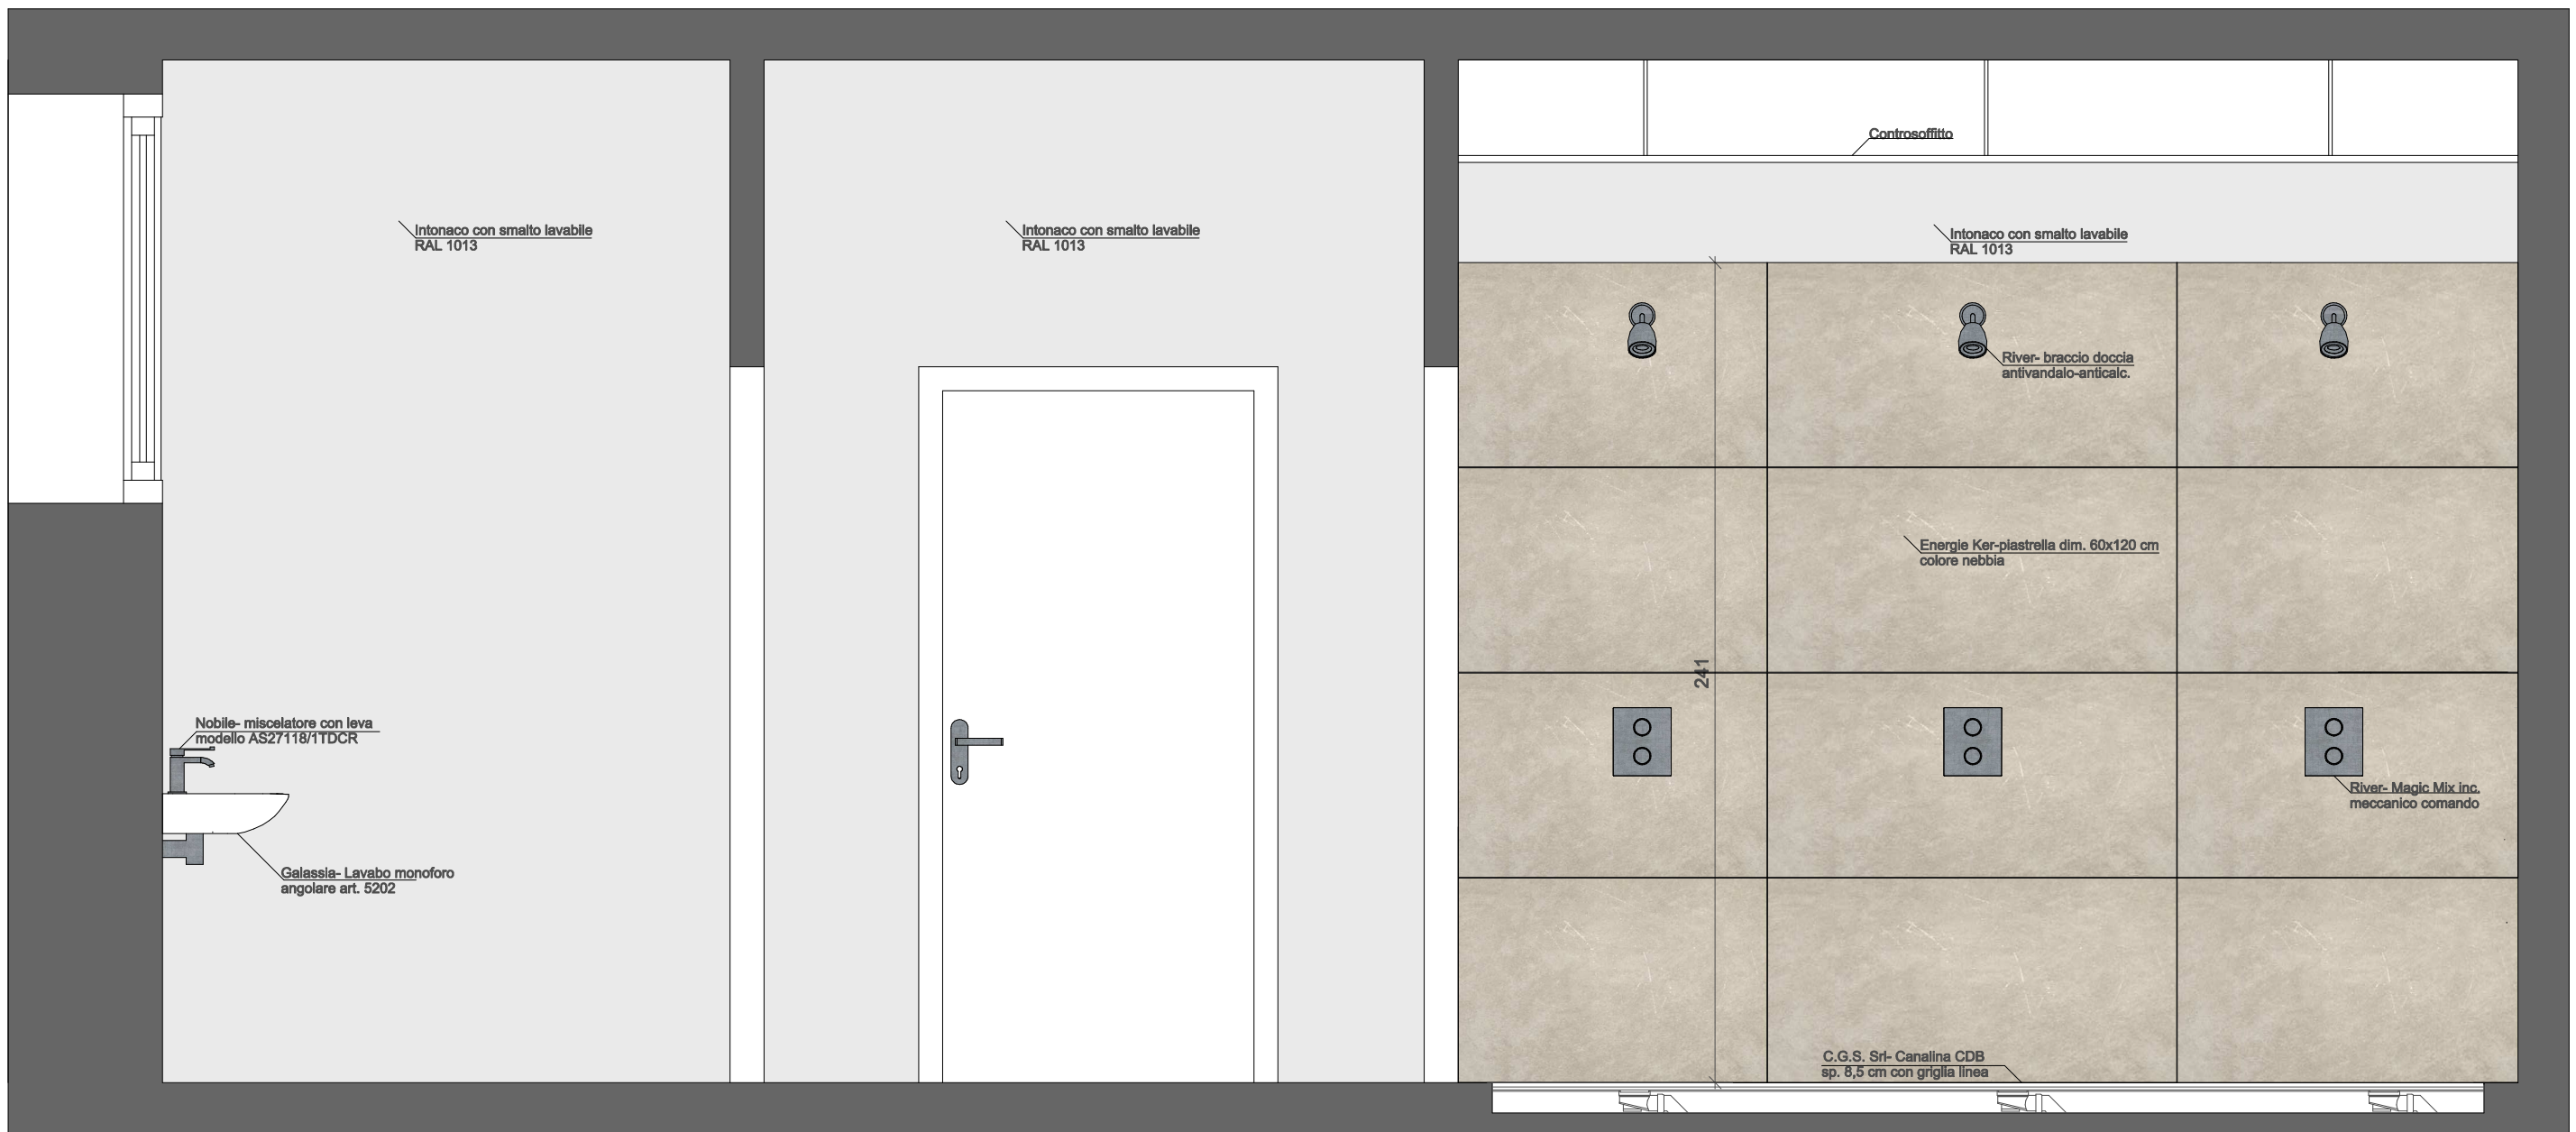 Controsoffitto
Intonaco con smalto lavabile
RAL 1013
Intonaco con smalto lavabile
RAL 1013
Intonaco con smalto lavabile
RAL 1013
River- braccio doccia
antivandalo-anticalc.
Energie Ker-piastrella dim. 60x120 cm
colore nebbia
241
Nobile- miscelatore con leva
modello AS27118/1TDCR
River- Magic Mix inc.
meccanico comando
Galassia- Lavabo monoforo
angolare art. 5202
C.G.S. Srl- Canalina CDB
sp. 8,5 cm con griglia linea